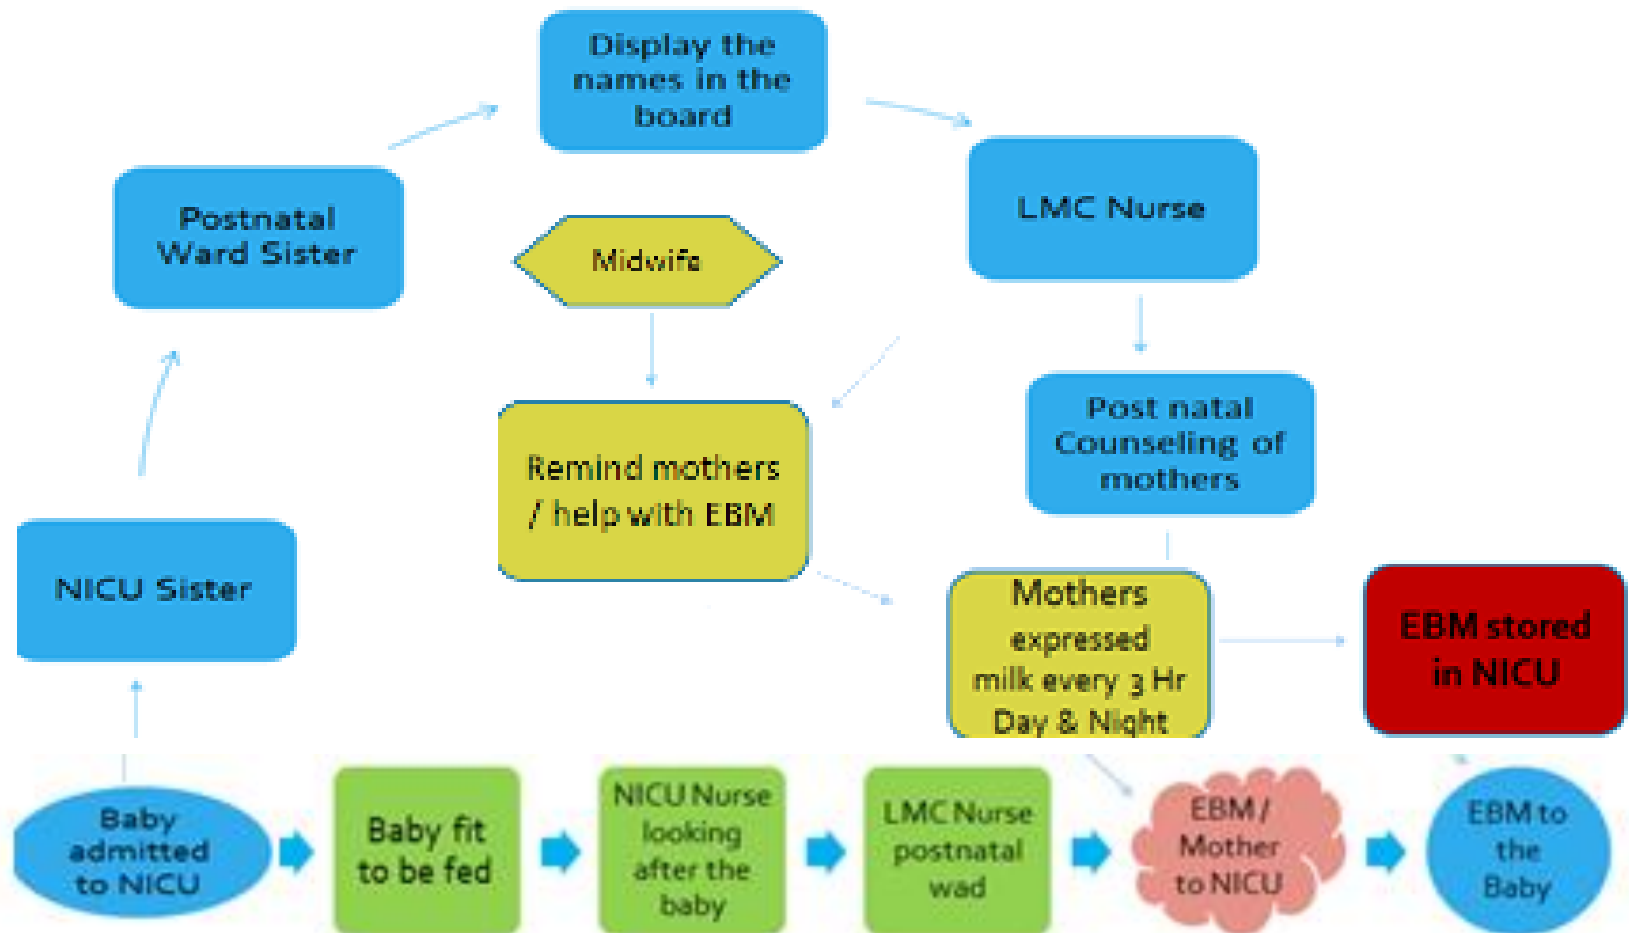 Display the
names in the
board
Postnatal
Ward Sister
LMC Nurse
Midwife
Post natal
Counseling of
mothers
Remind mothers
/ help with EBM
NICU Sister
Mothers
expressed
milk every 3 Hr
Day & Night
EBM stored
in NICU
Baby
admitted
to NICU
Baby fit
to be fed
NICU Nurse
looking
after the
baby
LMC Nurse
postnatal
wad
EBM /
Mother
to NICU
EBM to
the
Baby